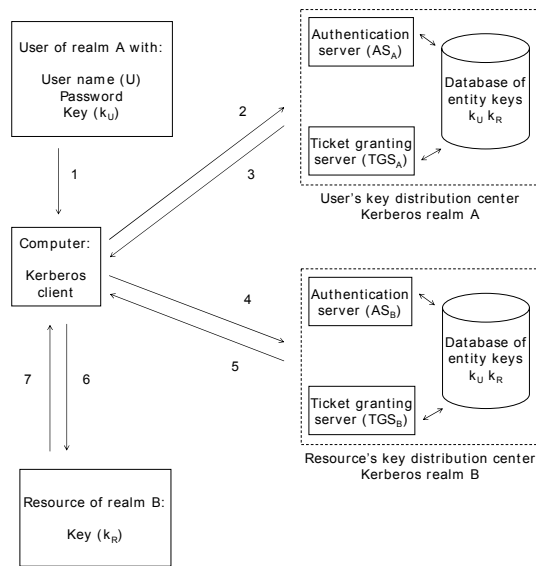 User of realm A with:
User name (U)
Password
Key (kU)
1
Computer:
Kerberos
client
2
3
4
5
7
6
Resource of realm B:
Key (kR)
Authentication
server (ASA)
Ticket granting
server (TGSA)
Database of
entity keys
kU kR
User's key distribution center
Kerberos realm A
Authentication
server (ASB)
Ticket granting
server (TGSB)
Database of
entity keys
kU kR
Resource's key distribution center
Kerberos realm B